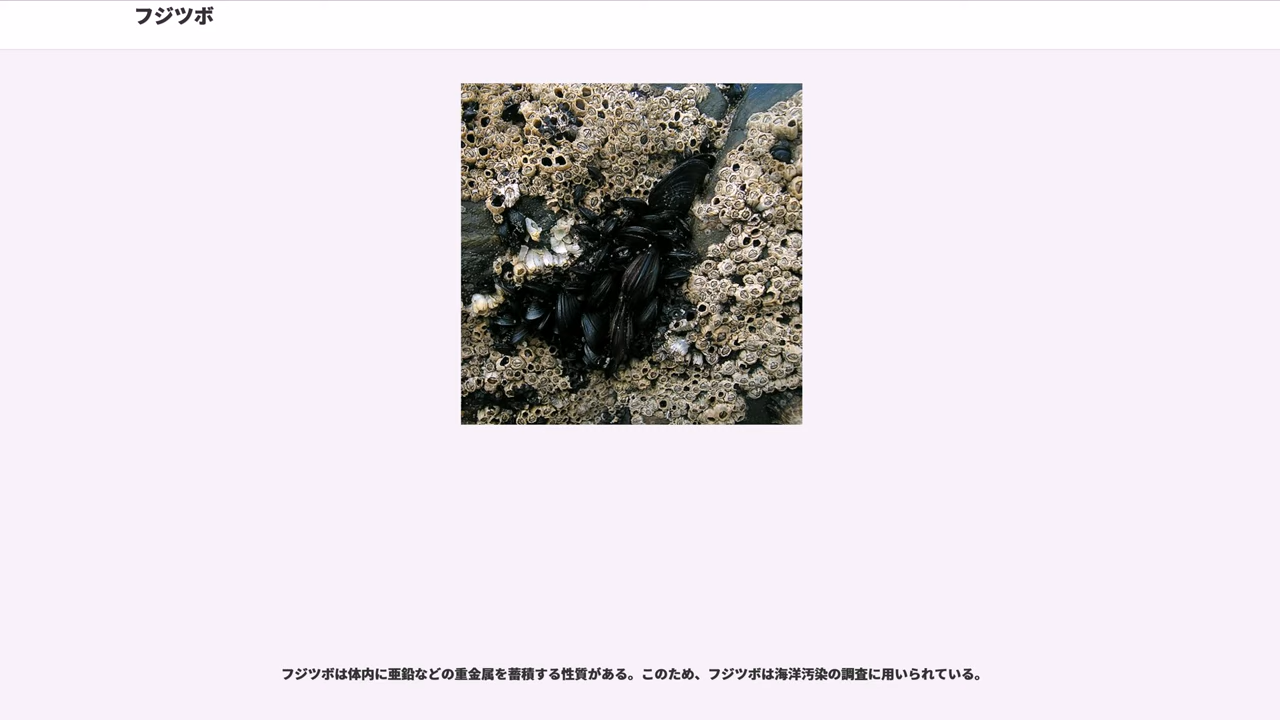 フジツボ
フジツボは体内に亜鉛などの重金属を蓄積する性質がある。このため、フジツボは海洋汚染の調査に用いられている。